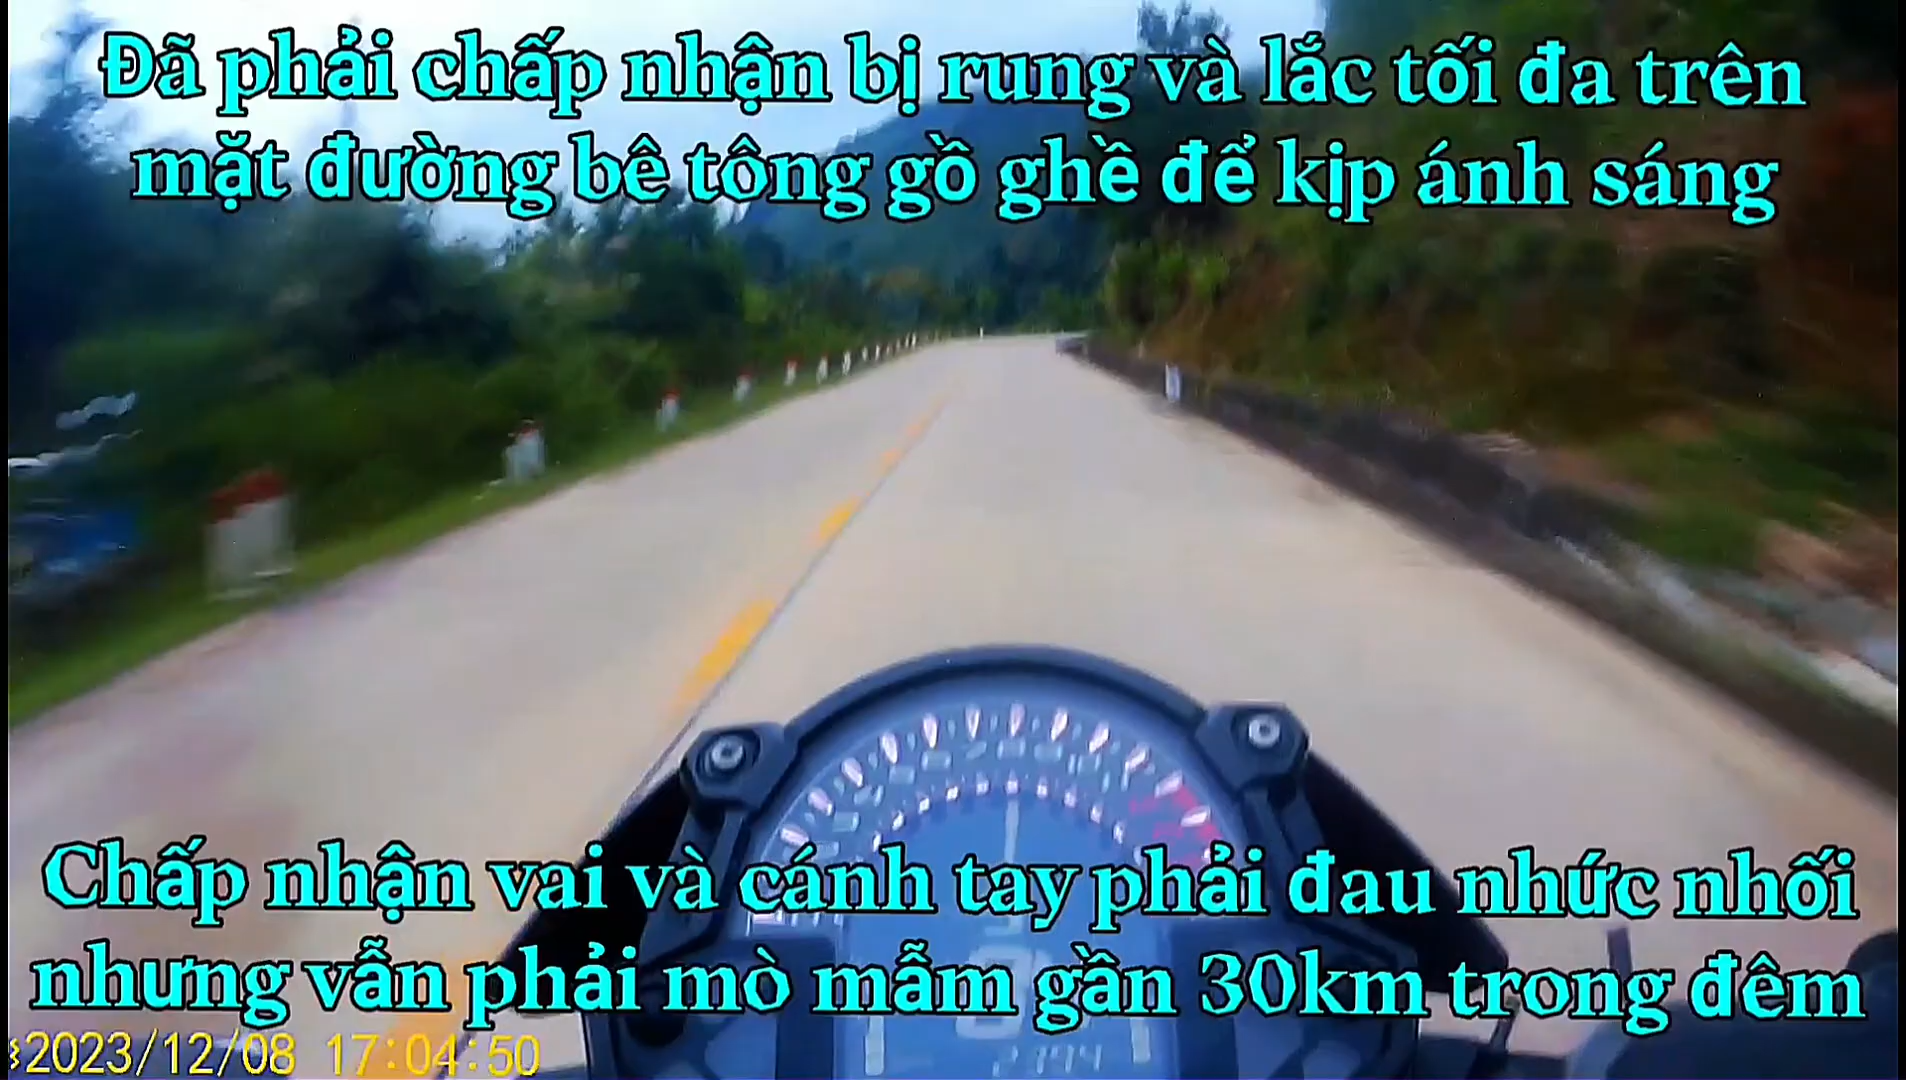 Đã phải chấp nhận bị rung và lắc tối đa trên
mặt đường bê tông gồ ghề để kịp ánh sáng
Chấp nhận vai và cánh tay phải đau nhức nhối
nhưng vẫn phải mò mẫm gần 30km trong đêm
2023/12/08 17:04:50